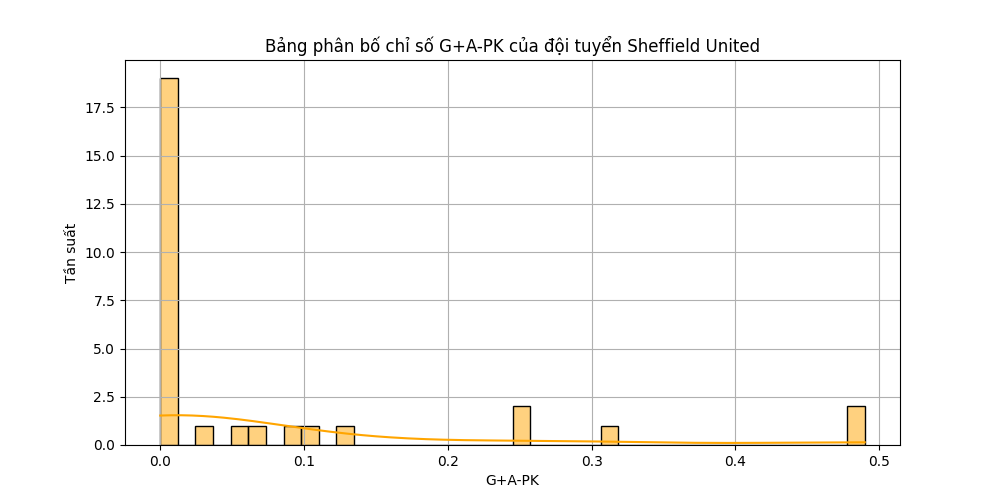 Bảng phân bố chỉ số G+A-PK của đội tuyển Sheffield United
Tần suất
17.5
15.0
12.5
10.0
7.5
5.0
2.5
0.0
0.0 0.1 0.2 0.3 0.4 0.5
G+A-PK